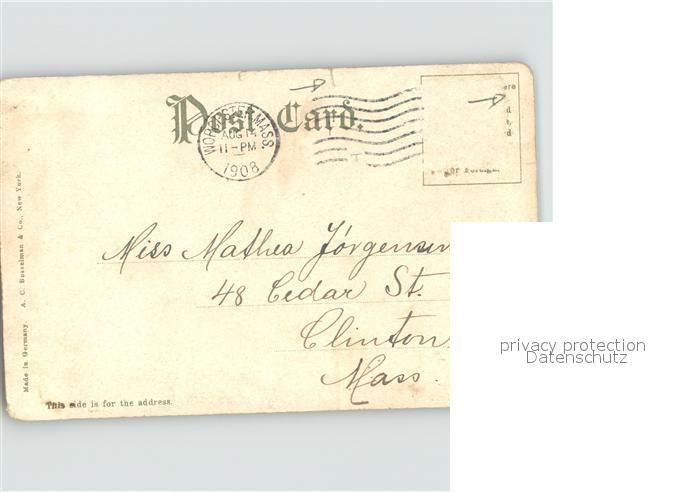 Post Card.
WORCESTER, MASS.
AUG 15
11-PM
1908
Miss Mathea Jörgensen
48 Cedar St.
Clinton
Mass.
Made in Germany. A. C. Bosselman & Co., New York.
This side is for the address.
privacy protection
Datenschutz